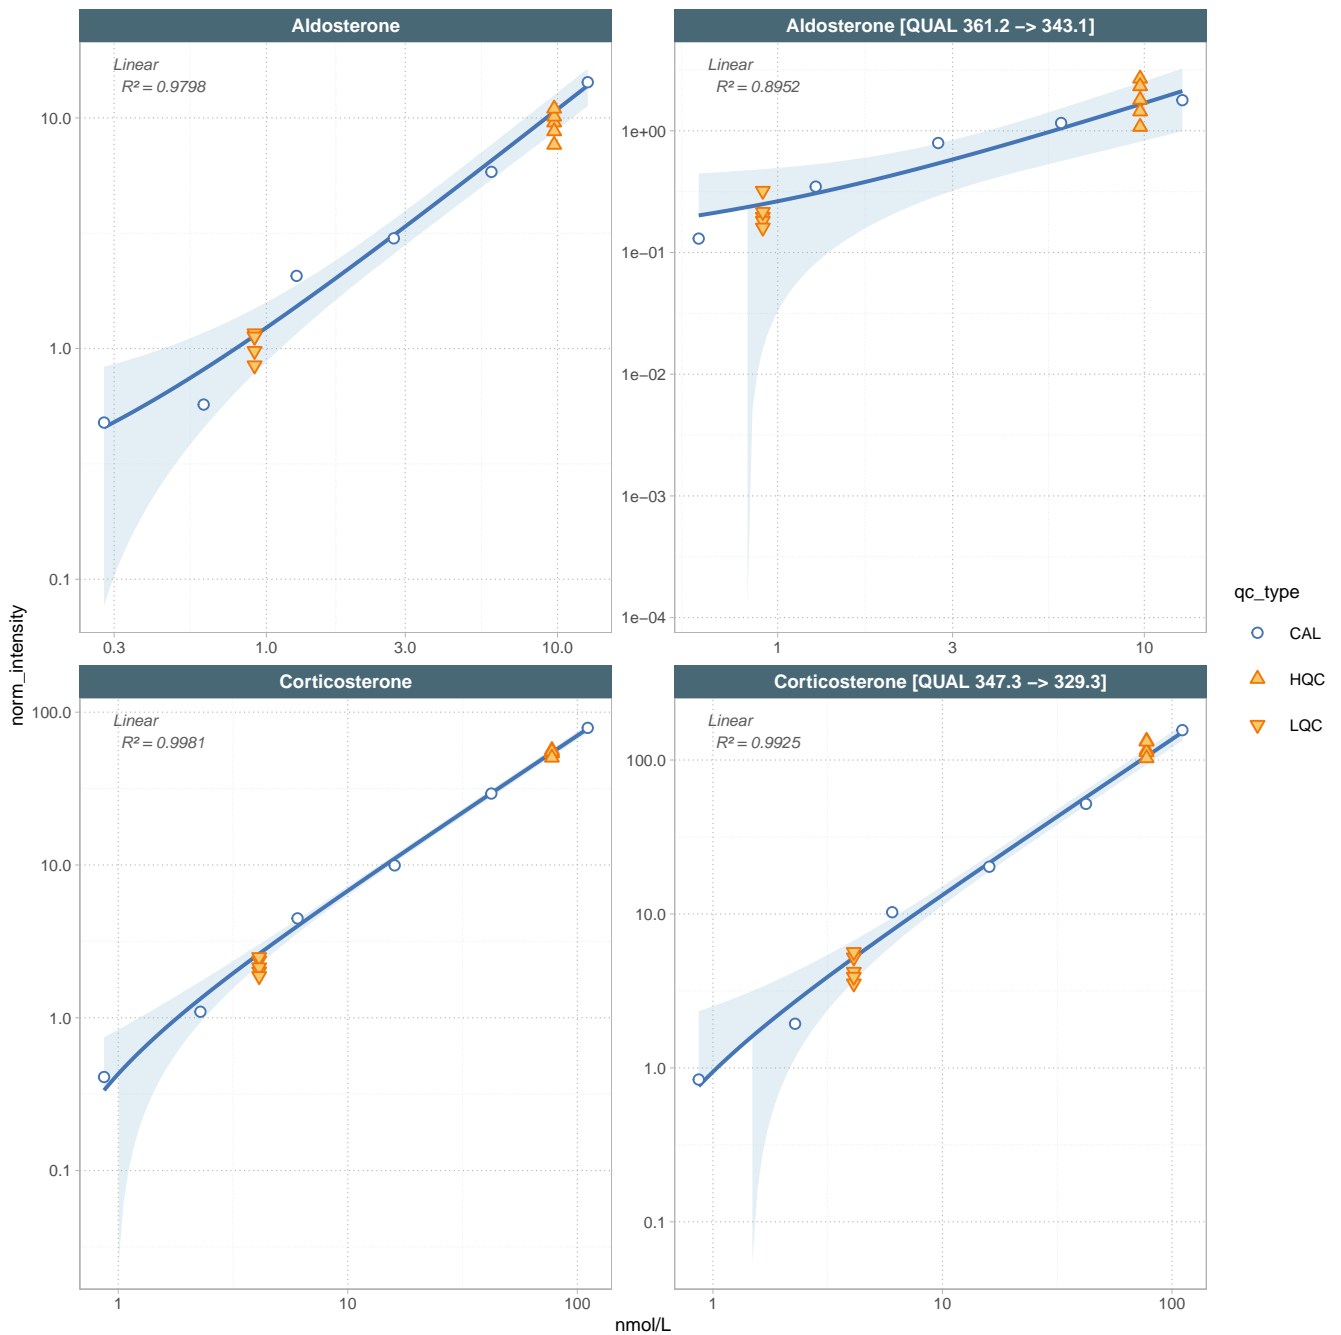 Aldosterone
Linear
R² = 0.9798
10.0
1.0
0.1
0.3
1.0
3.0
10.0
Aldosterone [QUAL 361.2 −> 343.1]
Linear
R² = 0.8952
1e+00
1e−01
1e−02
1e−03
1e−04
1
3
10
Corticosterone
Linear
R² = 0.9981
100.0
10.0
1.0
0.1
1
10
100
Corticosterone [QUAL 347.3 −> 329.3]
Linear
R² = 0.9925
100.0
10.0
1.0
0.1
1
10
100
norm_intensity
nmol/L
qc_type
CAL
HQC
LQC